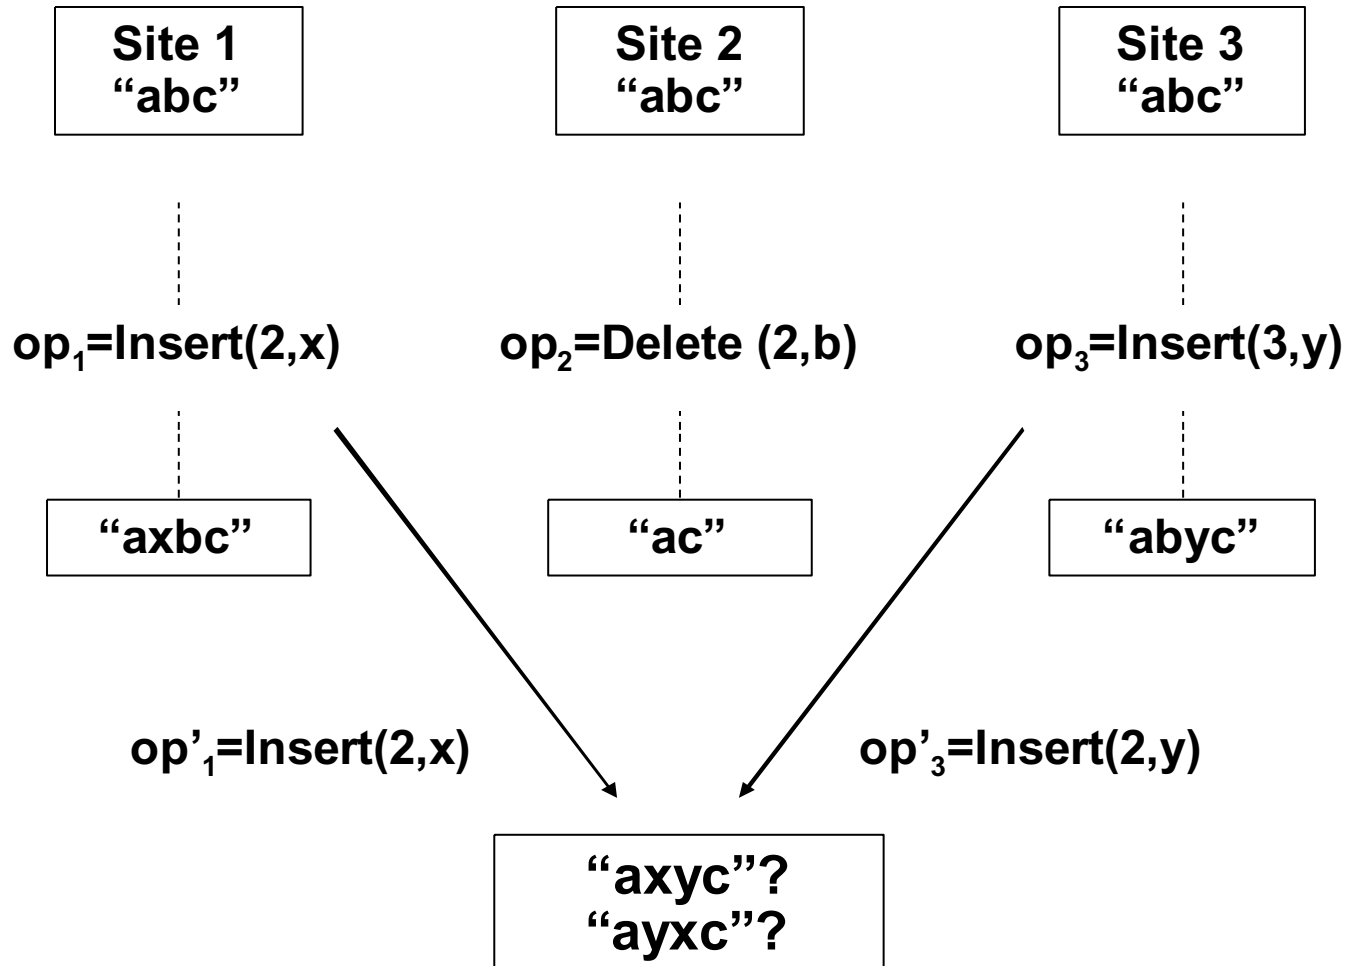 Site 1
“abc”
Site 2
“abc”
Site 3
“abc”
op₁=Insert(2,x)
op₂=Delete (2,b)
op₃=Insert(3,y)
“axbc”
“ac”
“abyc”
op’₁=Insert(2,x)
op’₃=Insert(2,y)
“axyc”?
“ayxc”?